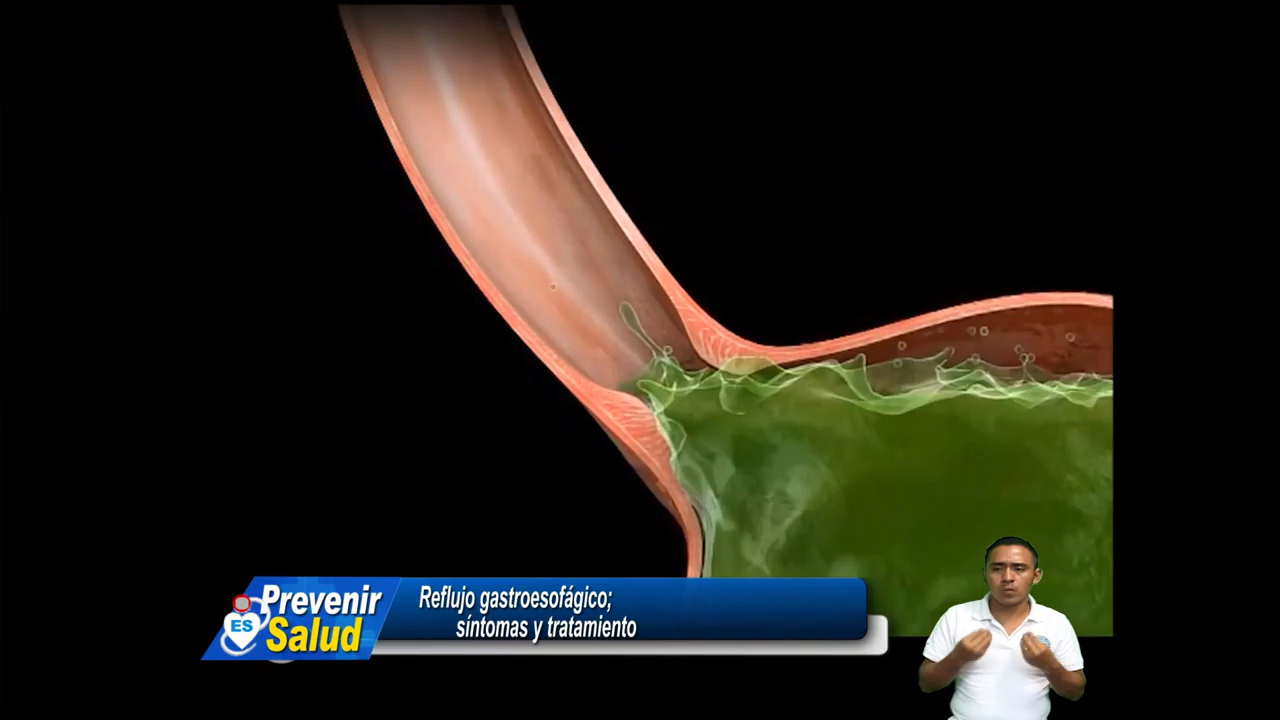 Prevenir
ES
Salud
Reflujo gastroesofágico;
síntomas y tratamiento